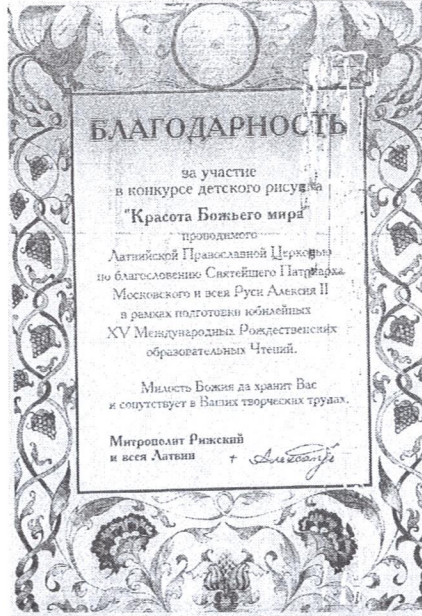 БЛАГОДАРНОСТЬ
за участие
в конкурсе детского рисунка
"Красота Божьего мира"
проводимого
Латвийской Православной Церковью
по благословению Святейшего Патриарха
Московского и всея Руси Алексия II
в рамках подготовки юбилейных
XV Международных Рождественских
образовательных Чтений.
Милость Божия да хранит Вас
и сопутствует в Ваших творческих трудах.
Митрополит Рижский
и всея Латвии + Александр